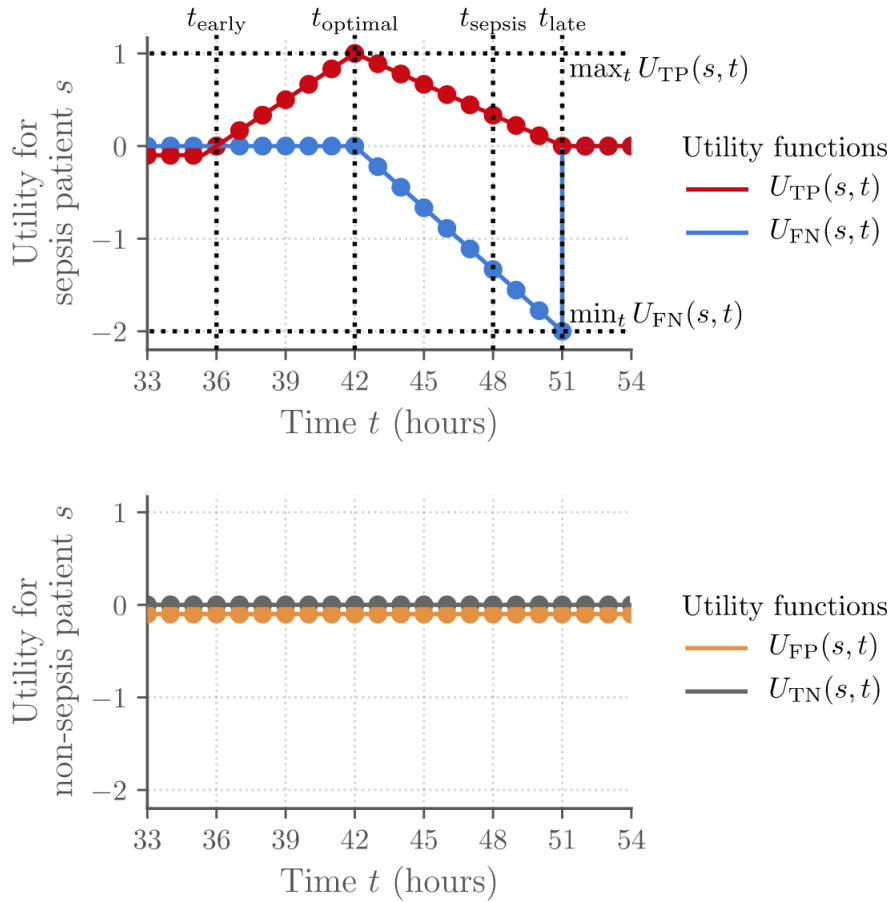 t_early t_optimal t_sepsis t_late
1
0
−1
−2
Utility for
sepsis patient s
max_t U_TP(s, t)
min_t U_FN(s, t)
33 36 39 42 45 48 51 54
Time t (hours)
Utility functions
U_TP(s, t)
U_FN(s, t)
1
0
−1
−2
Utility for
non-sepsis patient s
33 36 39 42 45 48 51 54
Time t (hours)
Utility functions
U_FP(s, t)
U_TN(s, t)